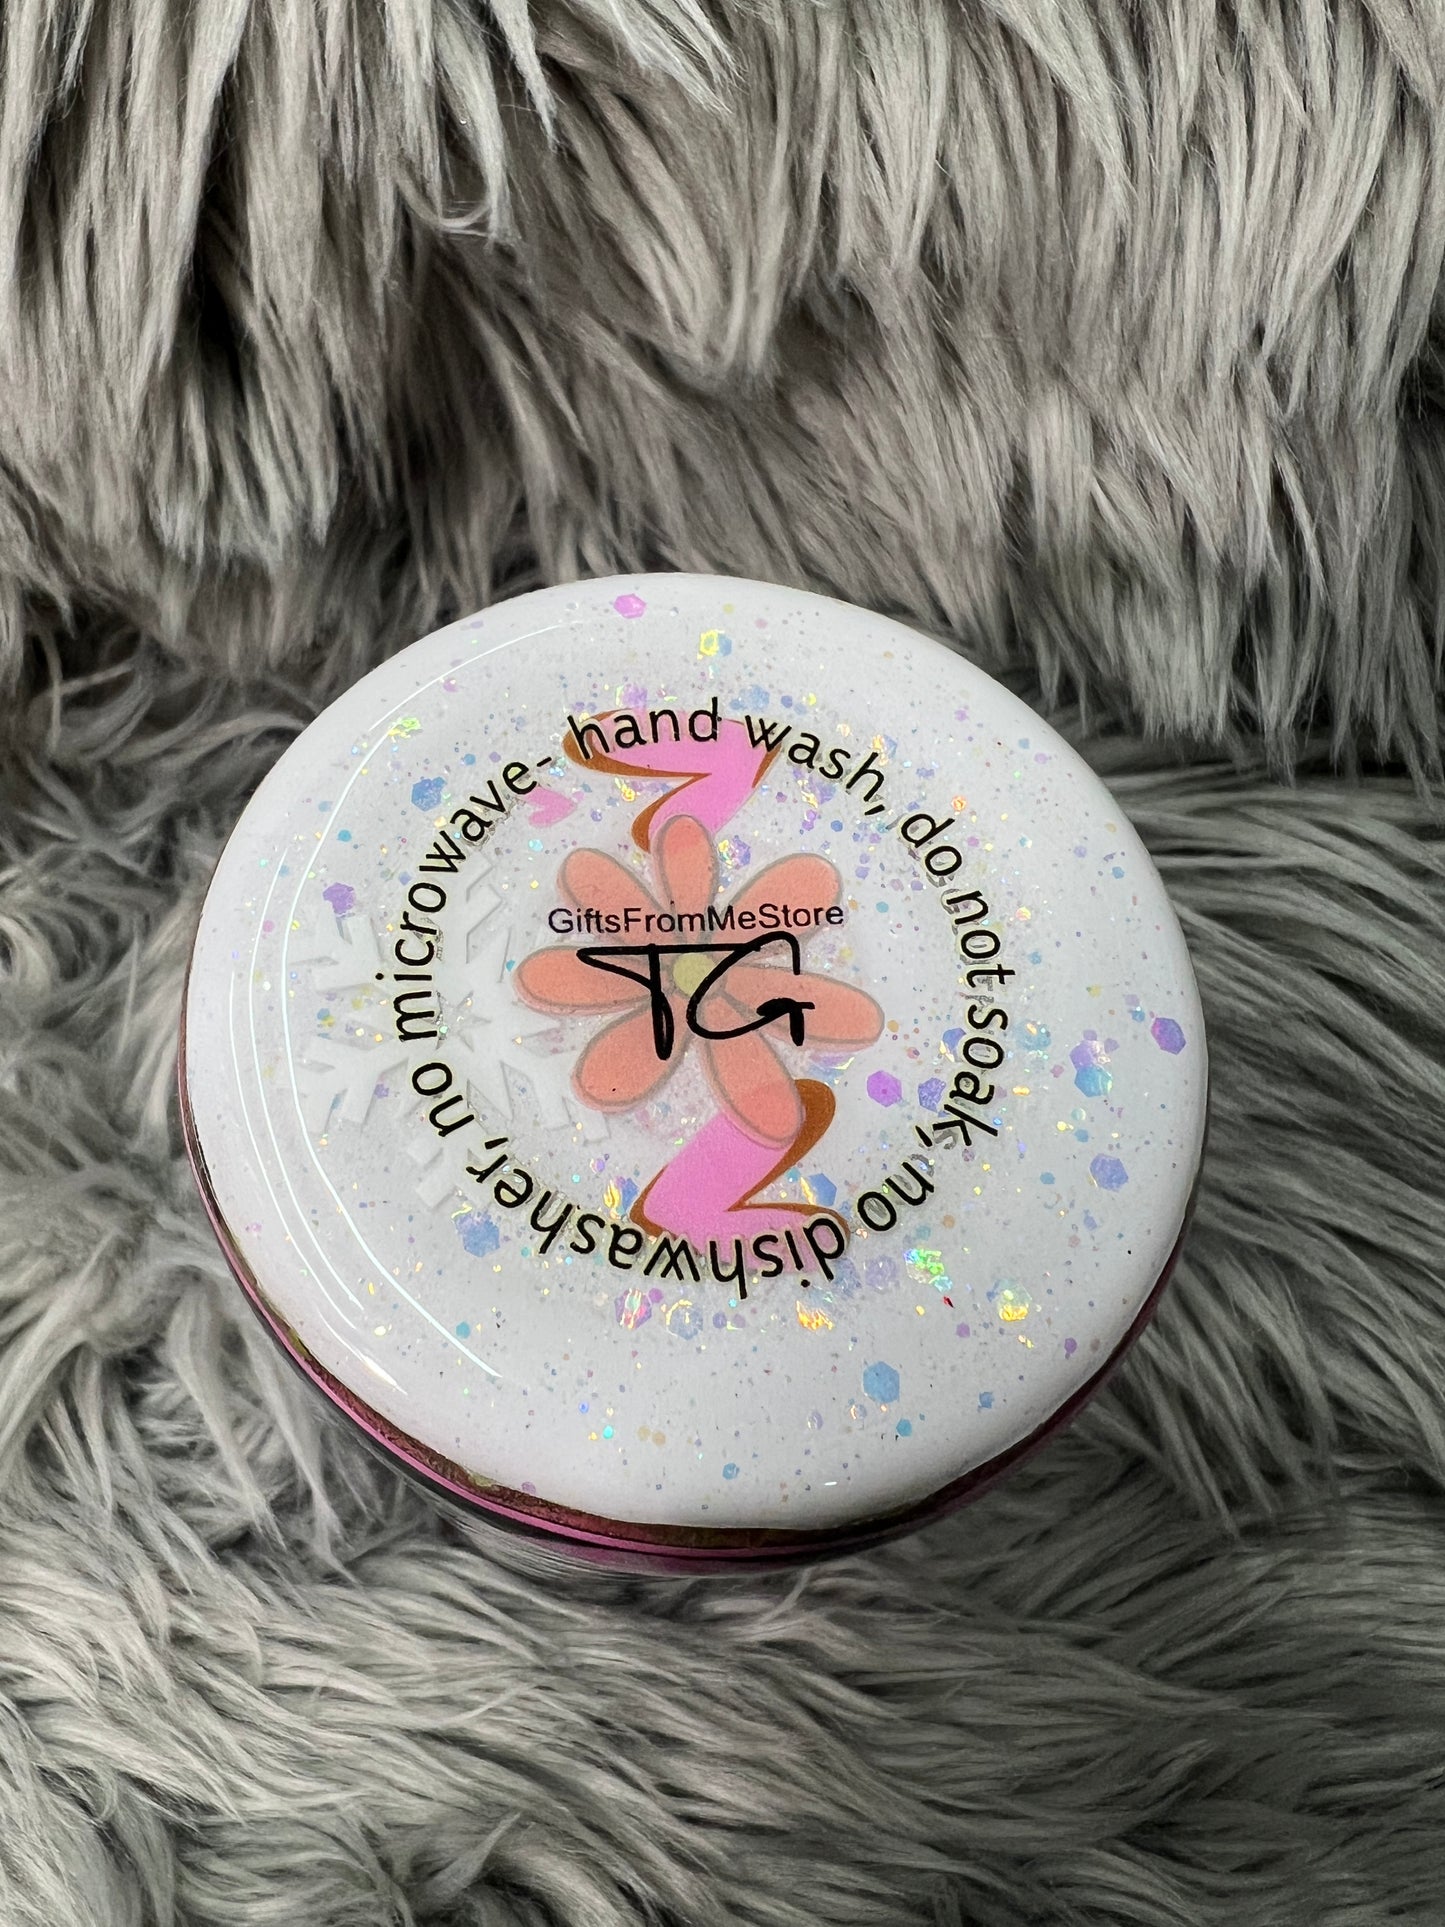 hand wash, do not soak, no dishwasher, no microwave-
GiftsFromMeStore
TG